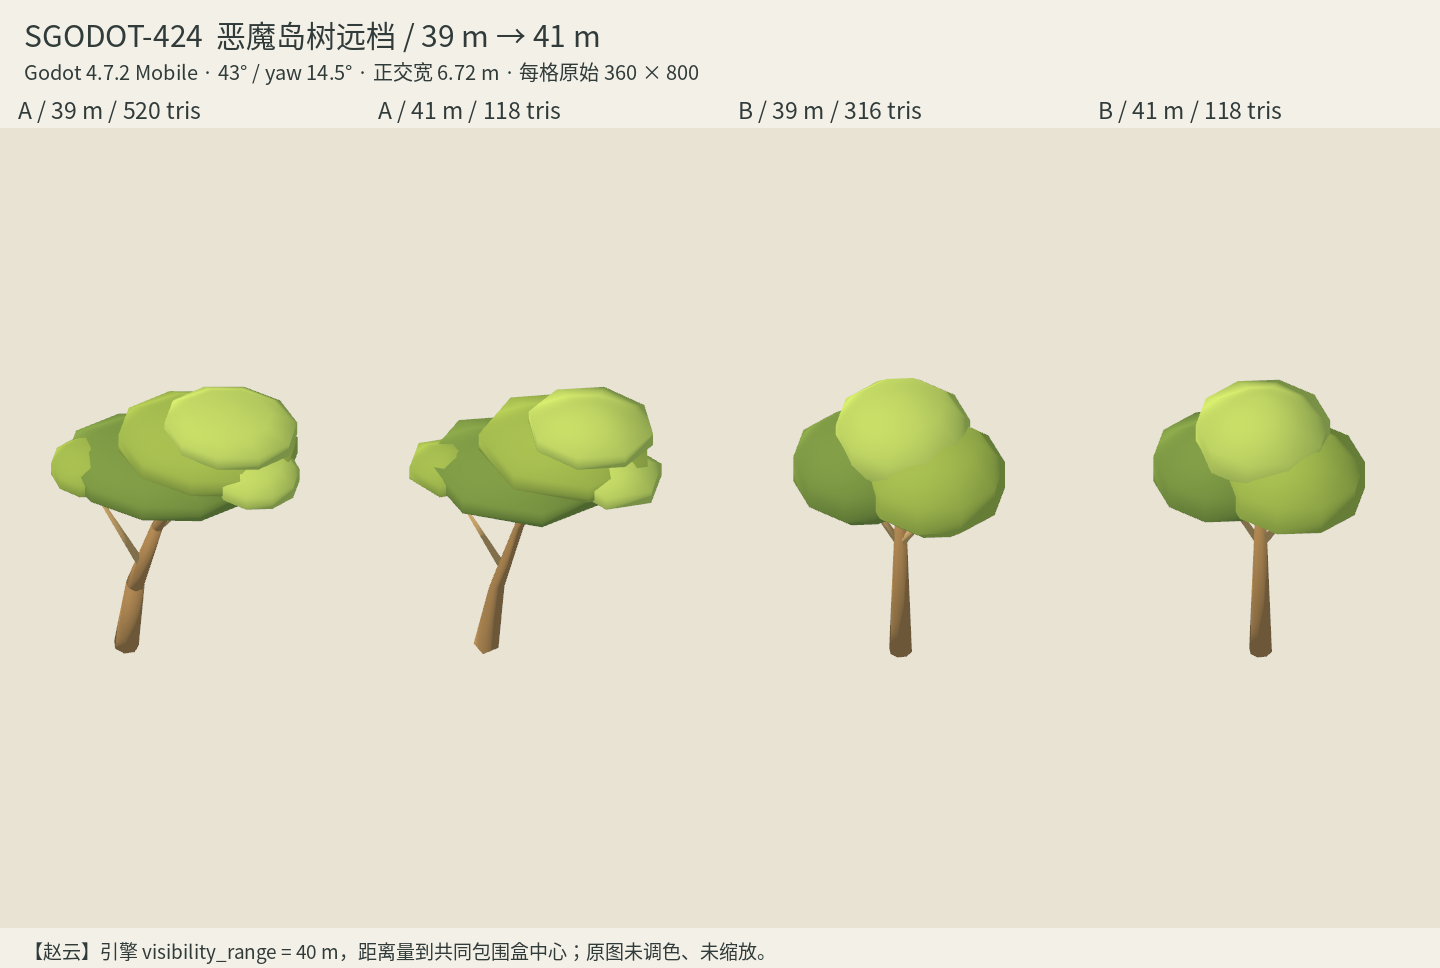 SGODOT-424 恶魔岛树远档 / 39 m → 41 m
Godot 4.7.2 Mobile · 43° / yaw 14.5° · 正交宽 6.72 m · 每格原始 360 × 800
A / 39 m / 520 tris
A / 41 m / 118 tris
B / 39 m / 316 tris
B / 41 m / 118 tris
【赵云】引擎 visibility_range = 40 m，距离量到共同包围盒中心；原图未调色、未缩放。